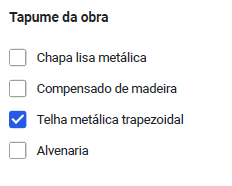 Tapume da obra
Chapa lisa metálica
Compensado de madeira
Telha metálica trapezoidal
Alvenaria